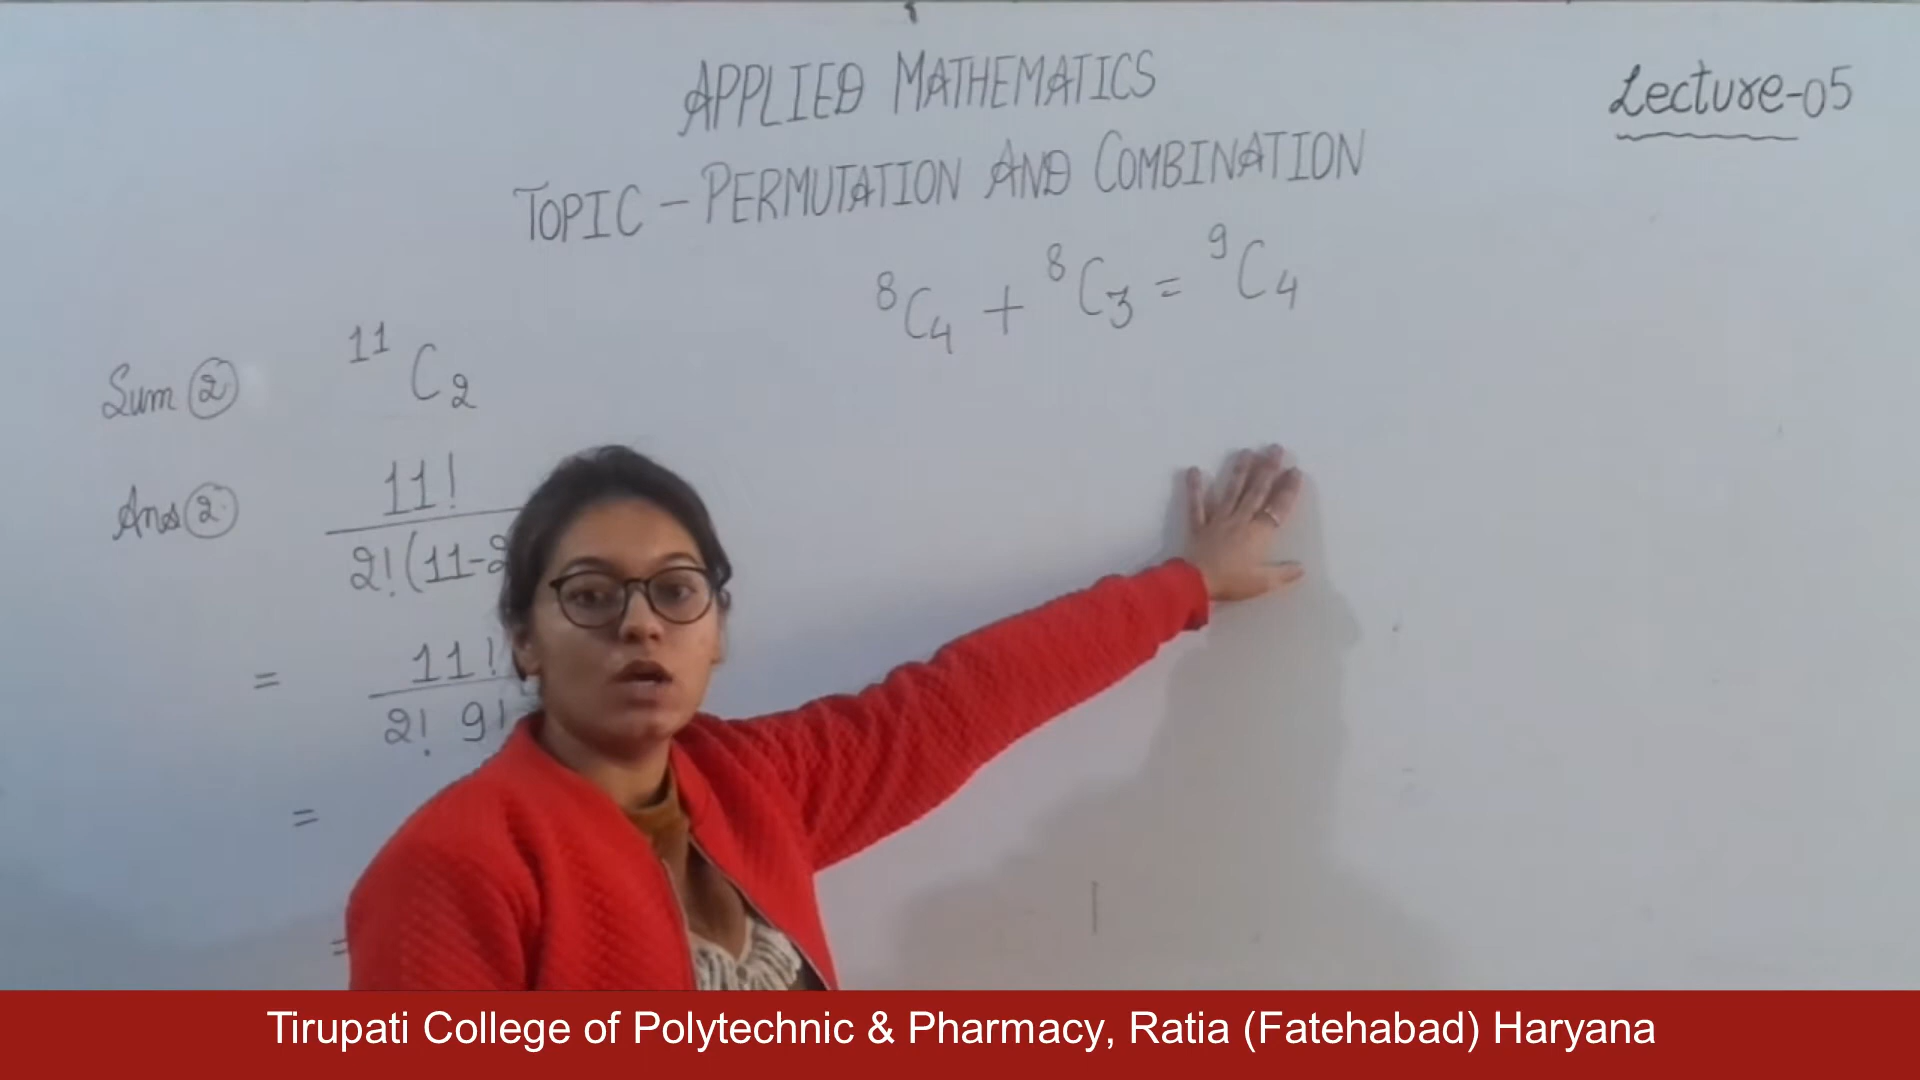 APPLIED MATHEMATICS
Lecture-05
TOPIC - PERMUTATION AND COMBINATION
⁸C₄ + ⁸C₃ = ⁹C₄
Sum ② ¹¹C₂
Ans ② 11!
2!(11-2
= 11!
2! 9!
=
=
Tirupati College of Polytechnic & Pharmacy, Ratia (Fatehabad) Haryana